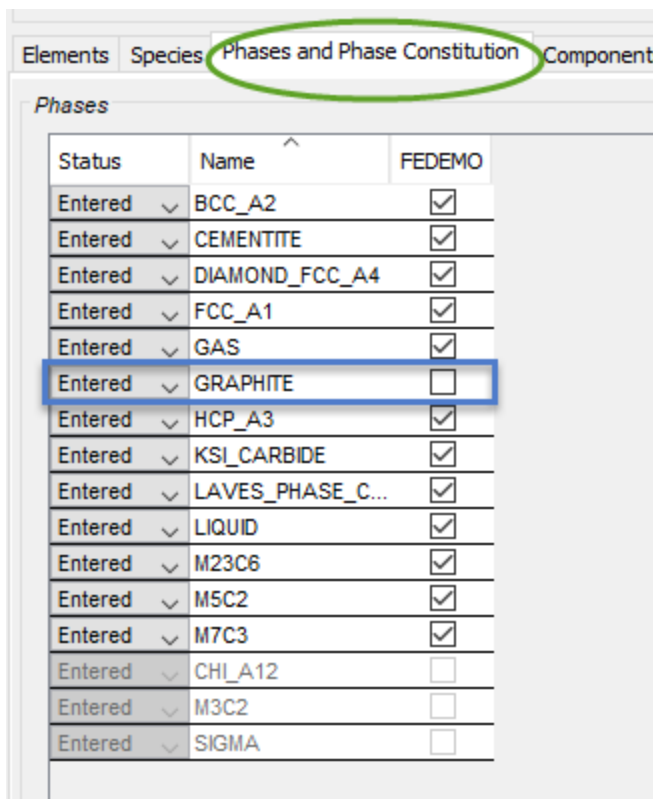 Elements Species Phases and Phase Constitution Component
Phases
Status Name FEDEMO
Entered BCC_A2
Entered CEMENTITE
Entered DIAMOND_FCC_A4
Entered FCC_A1
Entered GAS
Entered GRAPHITE
Entered HCP_A3
Entered KSI_CARBIDE
Entered LAVES_PHASE_C...
Entered LIQUID
Entered M23C6
Entered M5C2
Entered M7C3
Entered CHI_A12
Entered M3C2
Entered SIGMA